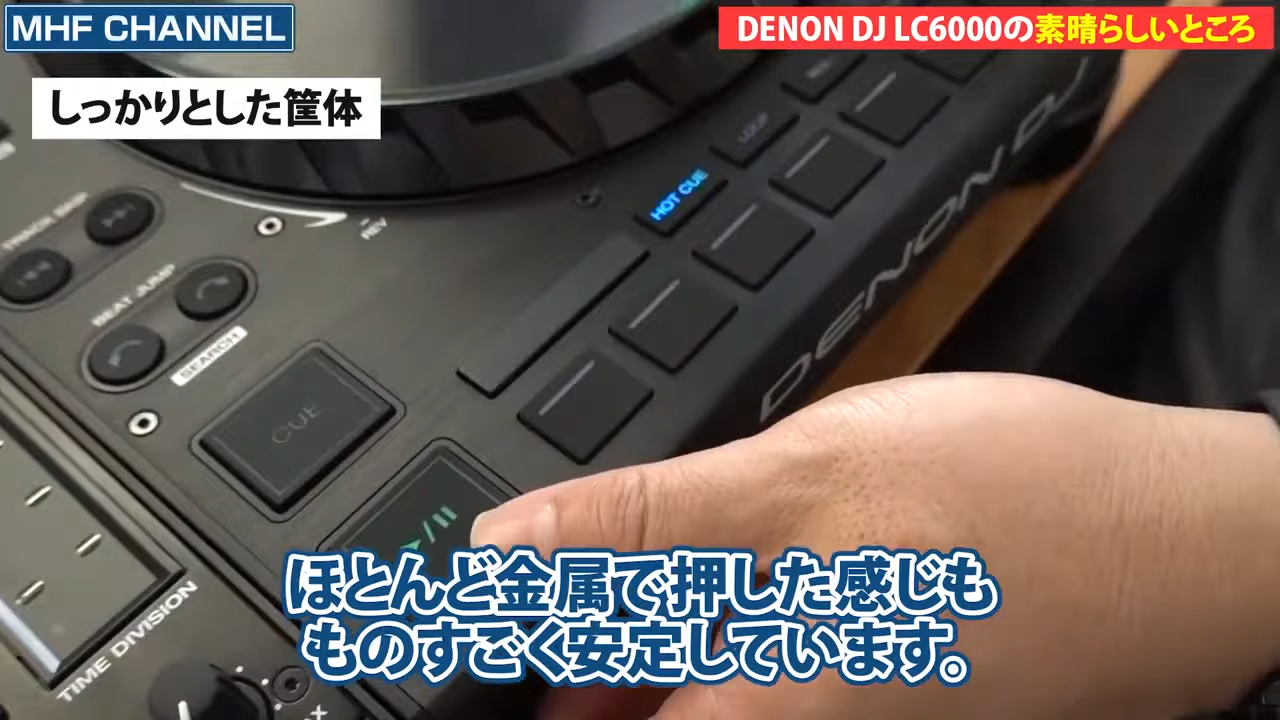 MHF CHANNEL
DENON DJ LC6000の素晴らしいところ
しっかりとした筐体
LOOP
HOT CUE
DENON DJ
TRACK SKIP
REV
BEAT JUMP
SEARCH
CUE
TIME DIVISION
ほとんど金属で押した感じも
ものすごく安定しています。